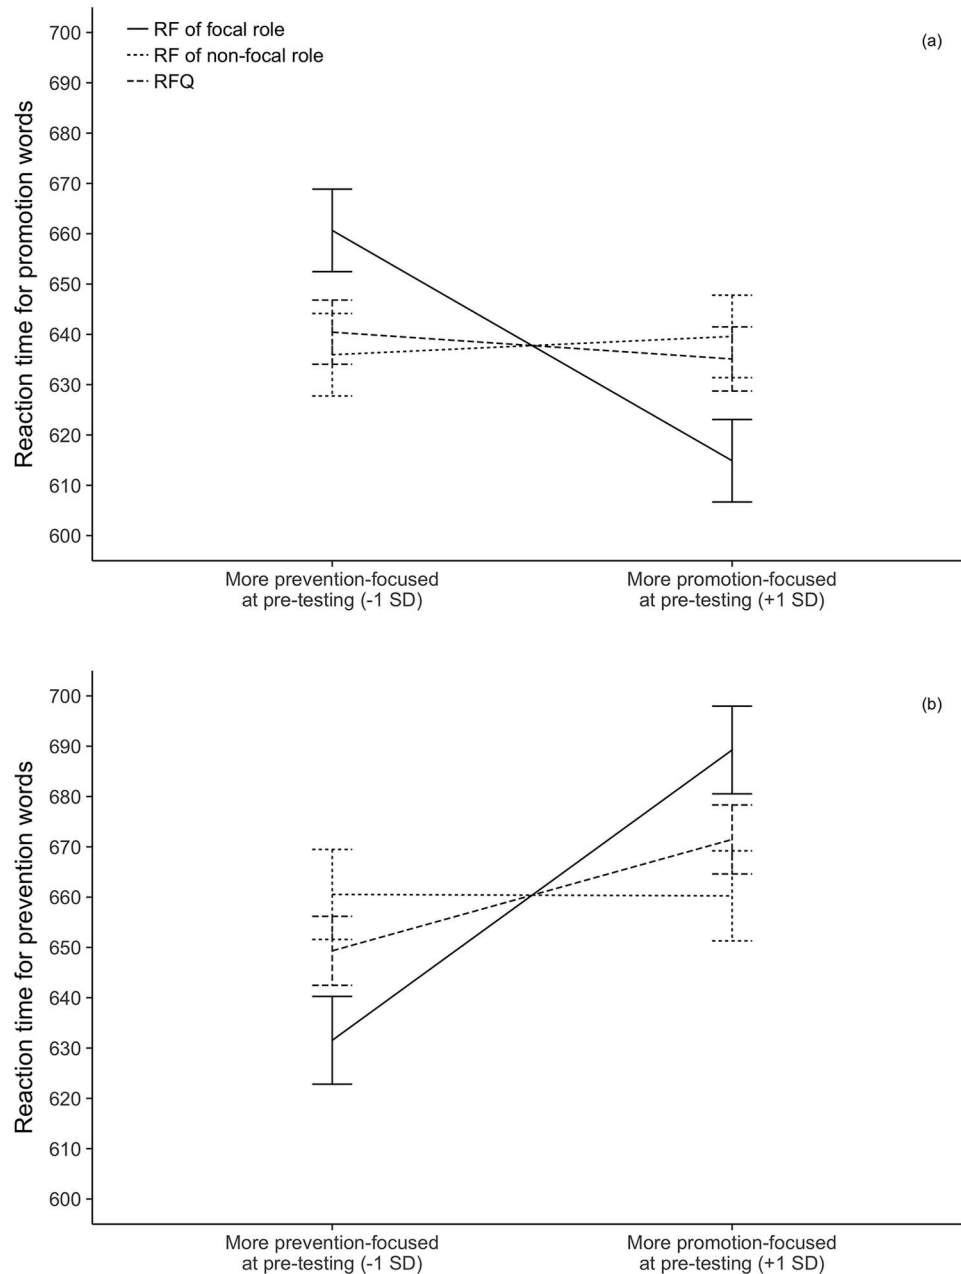 RF of focal role
RF of non-focal role
RFQ
(a)
Reaction time for promotion words
700
690
680
670
660
650
640
630
620
610
600
More prevention-focused
at pre-testing (-1 SD)
More promotion-focused
at pre-testing (+1 SD)
(b)
Reaction time for prevention words
700
690
680
670
660
650
640
630
620
610
600
More prevention-focused
at pre-testing (-1 SD)
More promotion-focused
at pre-testing (+1 SD)